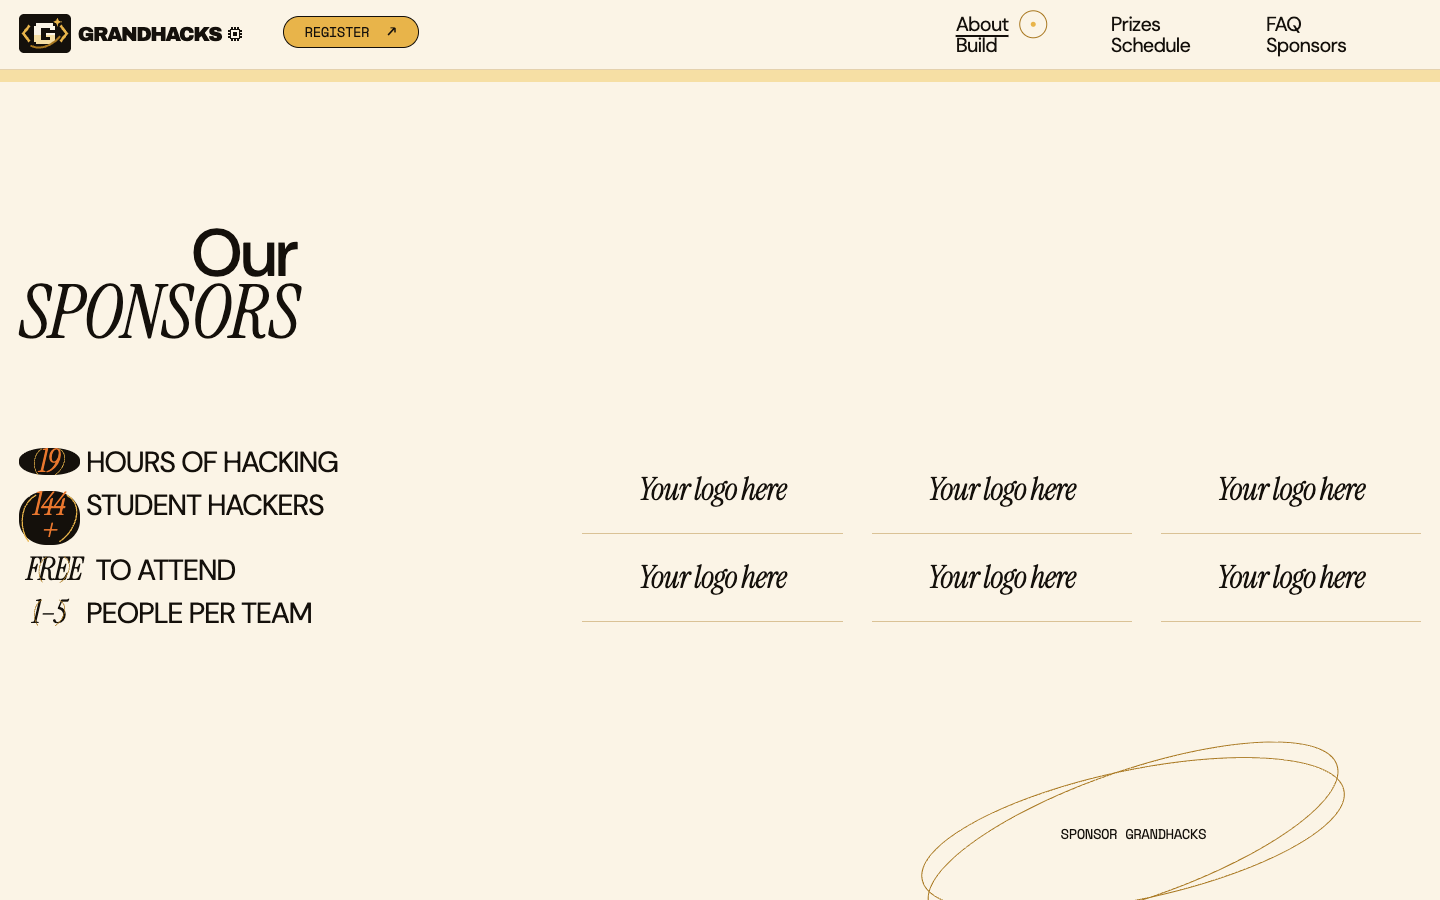 GRANDHACKS
REGISTER ↗
About
Prizes
FAQ
Build
Schedule
Sponsors
Our
SPONSORS
19 HOURS OF HACKING
144
+
STUDENT HACKERS
FREE TO ATTEND
1–5 PEOPLE PER TEAM
Your logo here
Your logo here
Your logo here
Your logo here
Your logo here
Your logo here
SPONSOR GRANDHACKS